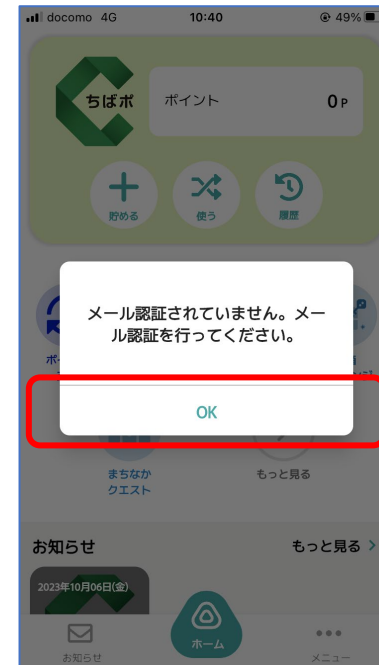 docomo 4G 10:40 49%
ちばポ
ポイント 0 P
貯める 使う 履歴
メール認証されていません。メー
ル認証を行ってください。
OK
まちなか もっと見る
クエスト
お知らせ もっと見る >
2023年10月06日(金)
お知らせ ホーム メニュー